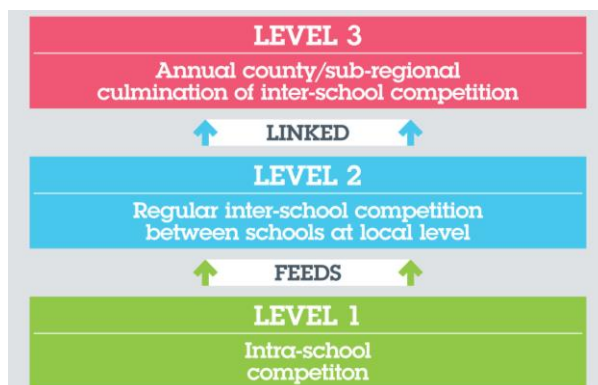 LEVEL 3
Annual county/sub-regional
culmination of inter-school competition
LINKED
LEVEL 2
Regular inter-school competition
between schools at local level
FEEDS
LEVEL 1
Intra-school
competiton